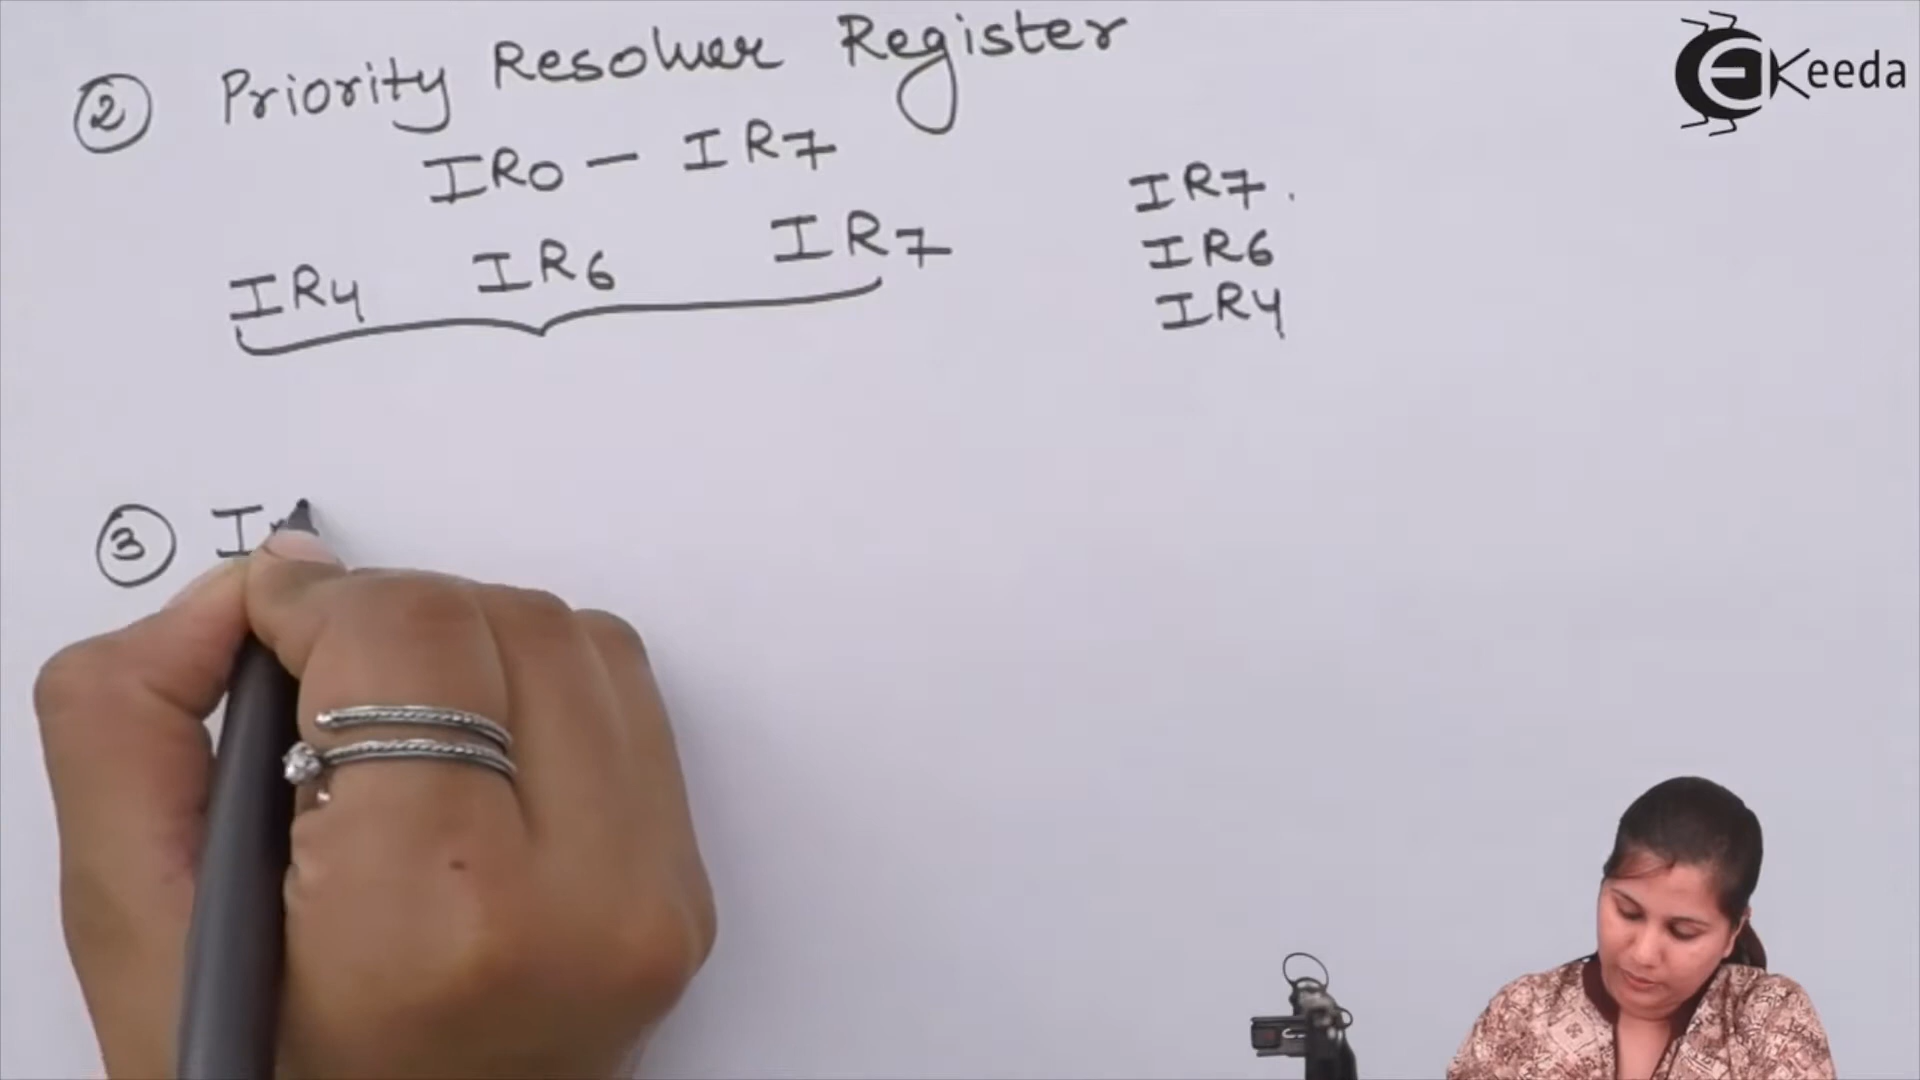 ② Priority Resolver Register
IR0 - IR7
IR4 IR6 IR7
IR7.
IR6
IR4
③
Keeda